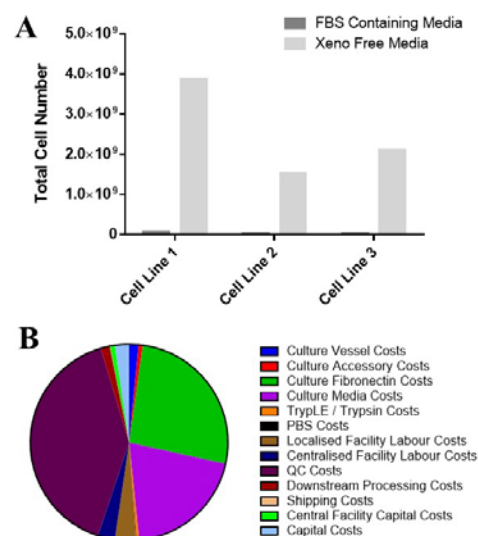 A
FBS Containing Media
Xeno Free Media
Total Cell Number
5.0×10⁹
4.0×10⁹
3.0×10⁹
2.0×10⁹
1.0×10⁹
0
Cell Line 1
Cell Line 2
Cell Line 3
B
Culture Vessel Costs
Culture Accessory Costs
Culture Fibronectin Costs
Culture Media Costs
TrypLE / Trypsin Costs
PBS Costs
Localised Facility Labour Costs
Centralised Facility Labour Costs
QC Costs
Downstream Processing Costs
Shipping Costs
Central Facility Capital Costs
Capital Costs